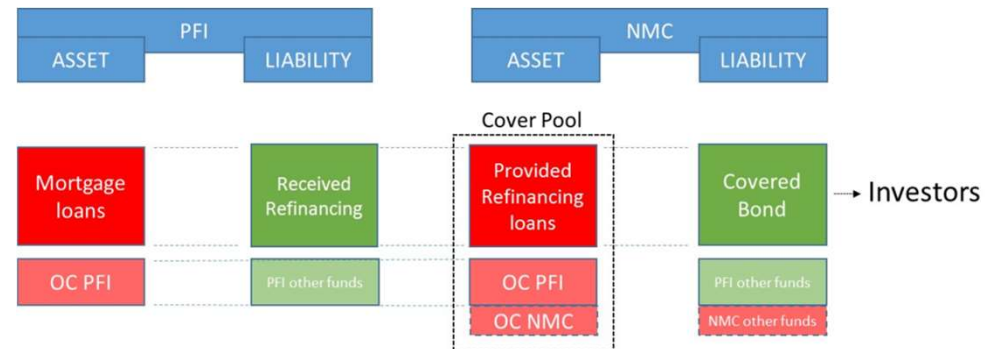 PFI
NMC
ASSET
LIABILITY
ASSET
LIABILITY
Cover Pool
Mortgage
loans
Received
Refinancing
Provided
Refinancing
loans
Covered
Bond
Investors
OC PFI
PFI other funds
OC PFI
PFI other funds
OC NMC
NMC other funds